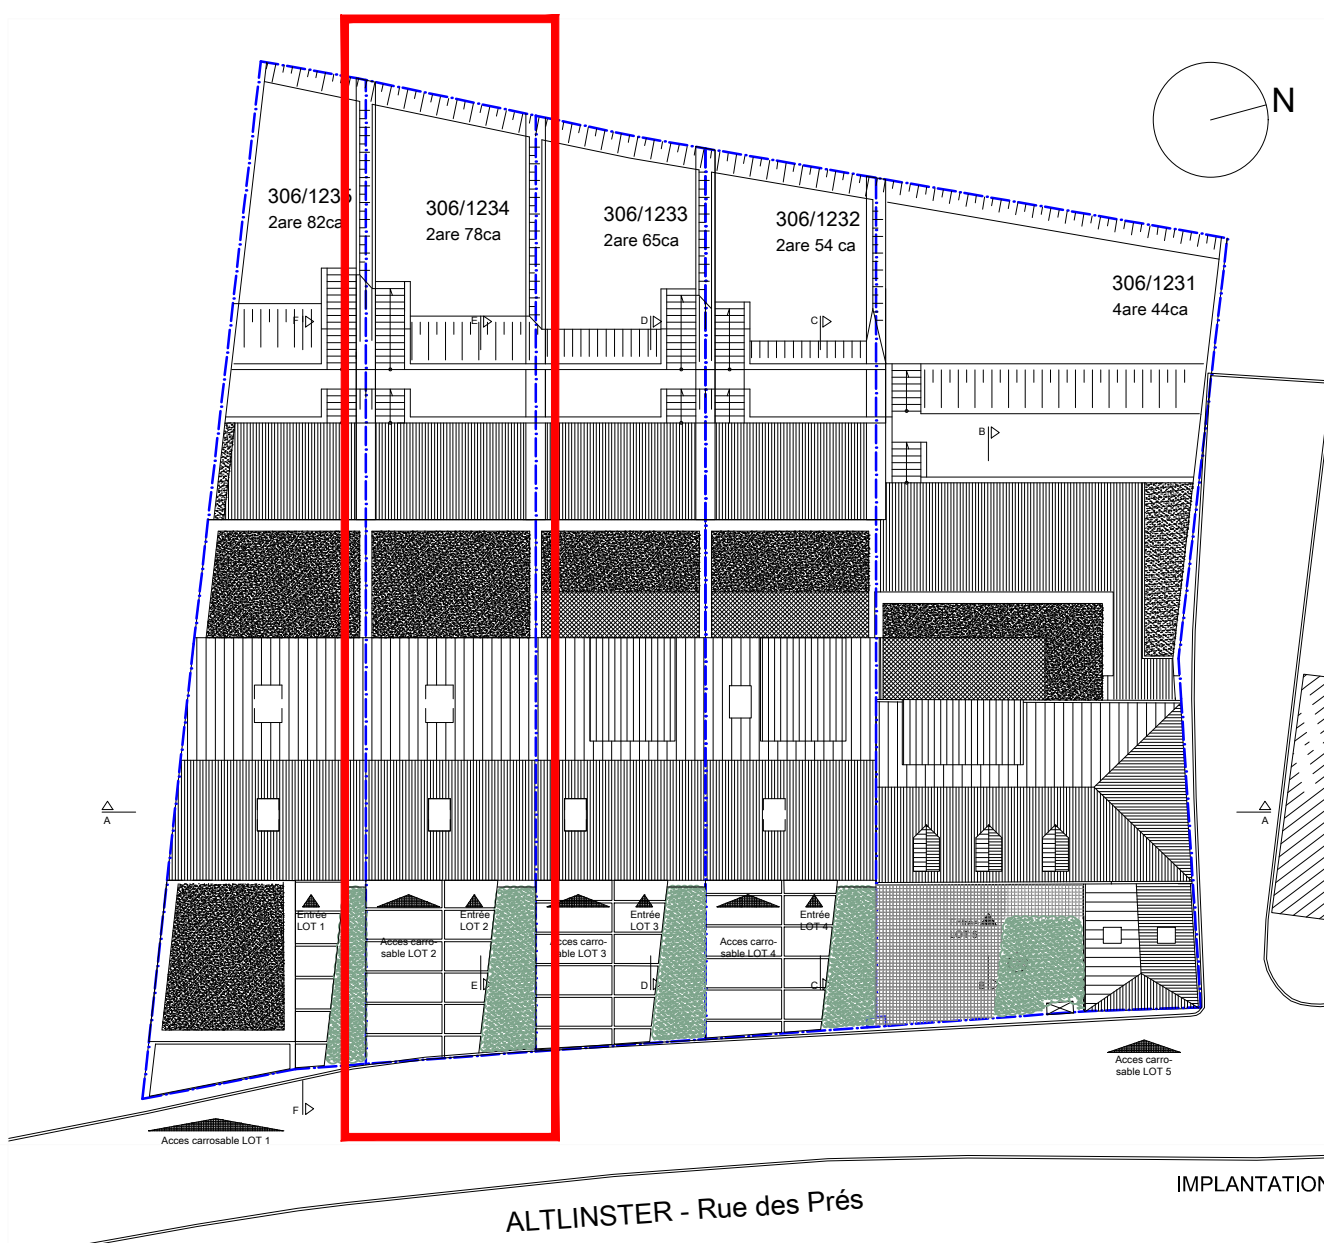 N
306/1235
2are 82ca
306/1234
2are 78ca
306/1233
2are 65ca
306/1232
2are 54 ca
306/1231
4are 44ca
F
E
D
C
B
A
A
Entrée
LOT 1
Entrée
LOT 2
Entrée
LOT 3
Entrée
LOT 4
Entrée
LOT 5
Acces carro-
sable LOT 2
Acces carro-
sable LOT 3
Acces carro-
sable LOT 4
E
D
C
B
F
Acces carrosable LOT 1
Acces carro-
sable LOT 5
IMPLANTATION
ALTLINSTER - Rue des Prés